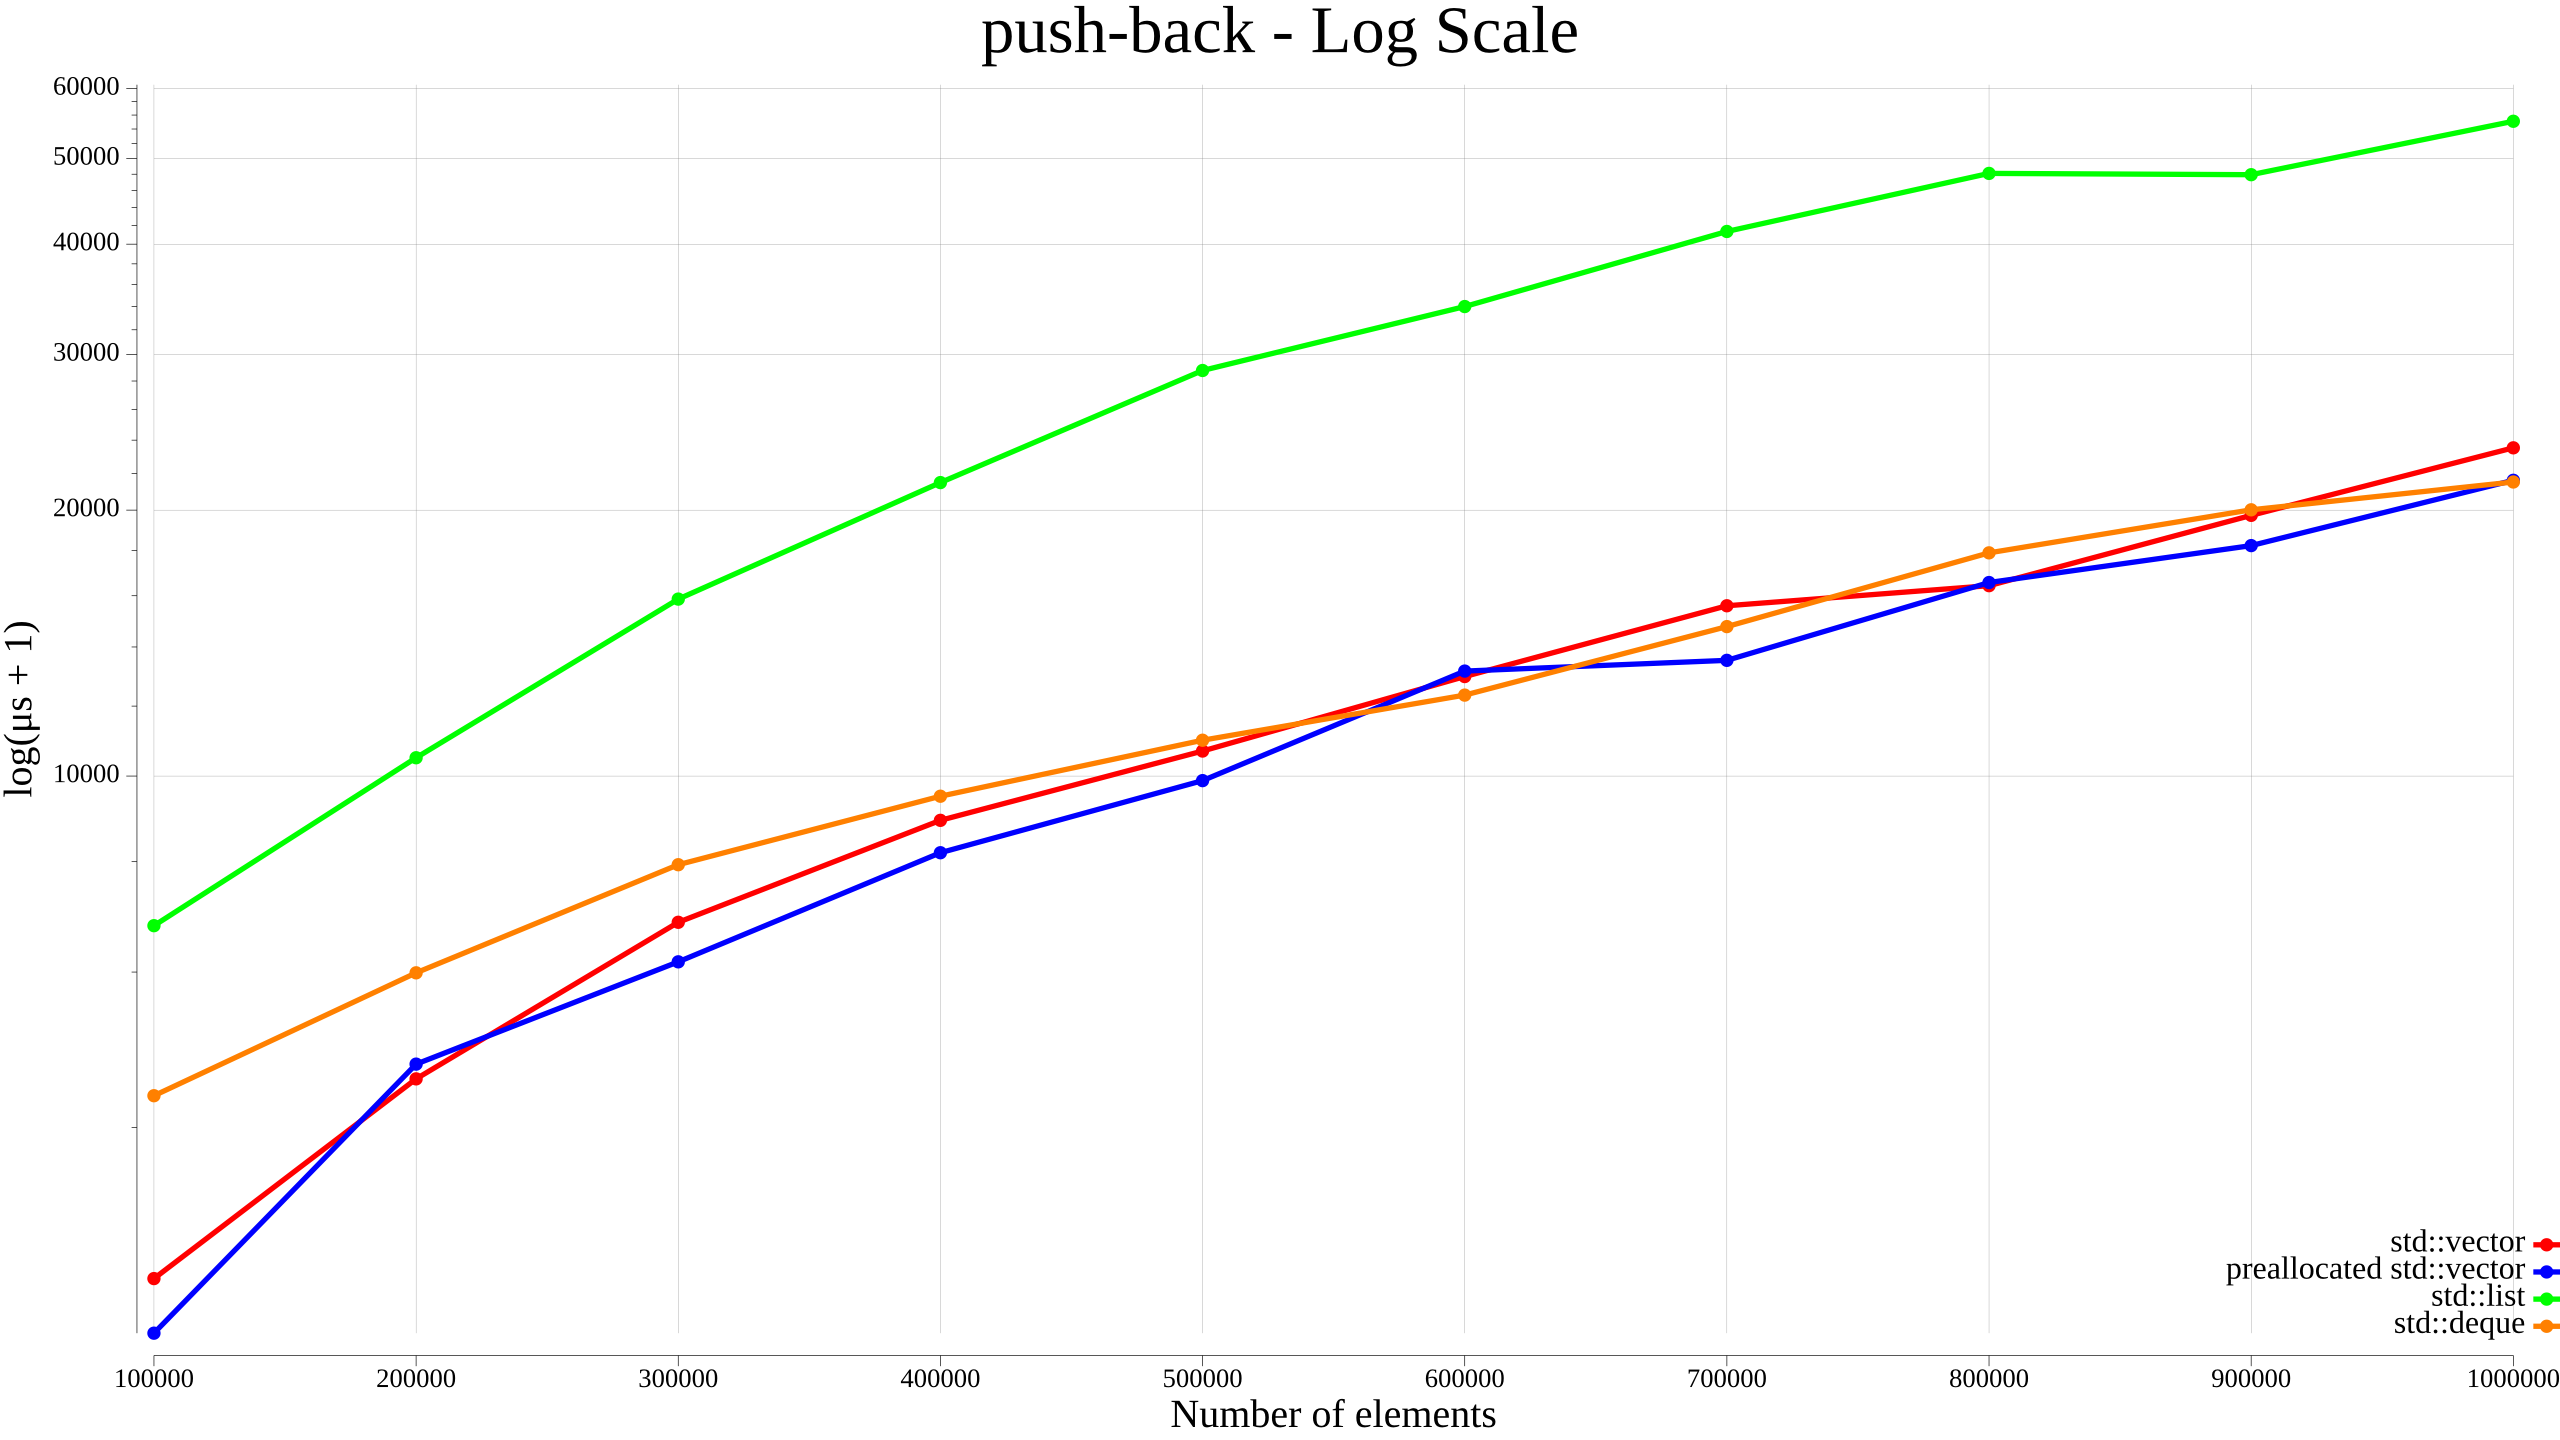 push-back - Log Scale
60000
50000
40000
30000
20000
10000
log(μs + 1)
std::vector
preallocated std::vector
std::list
std::deque
100000 200000 300000 400000 500000 600000 700000 800000 900000 1000000
Number of elements